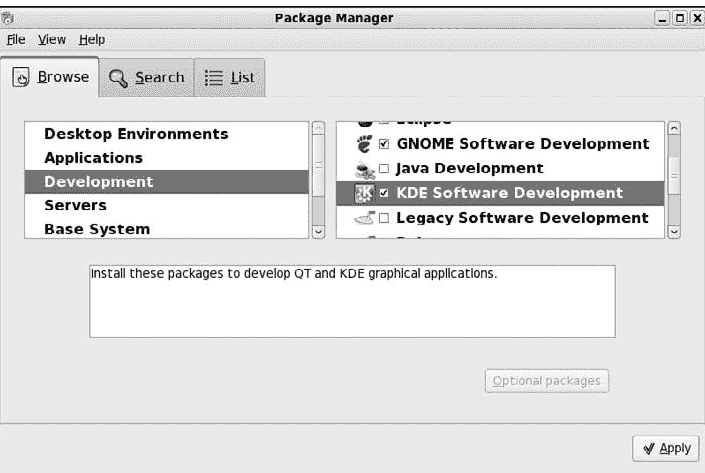 Package Manager
File View Help
Browse Search List
Desktop Environments
Applications
Development
Servers
Base System
Eclipse
GNOME Software Development
Java Development
KDE Software Development
Legacy Software Development
Install these packages to develop QT and KDE graphical applications.
Optional packages
Apply